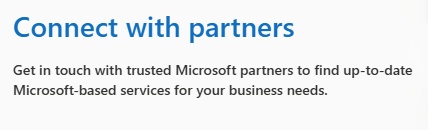 Connect with partners
Get in touch with trusted Microsoft partners to find up-to-date
Microsoft-based services for your business needs.